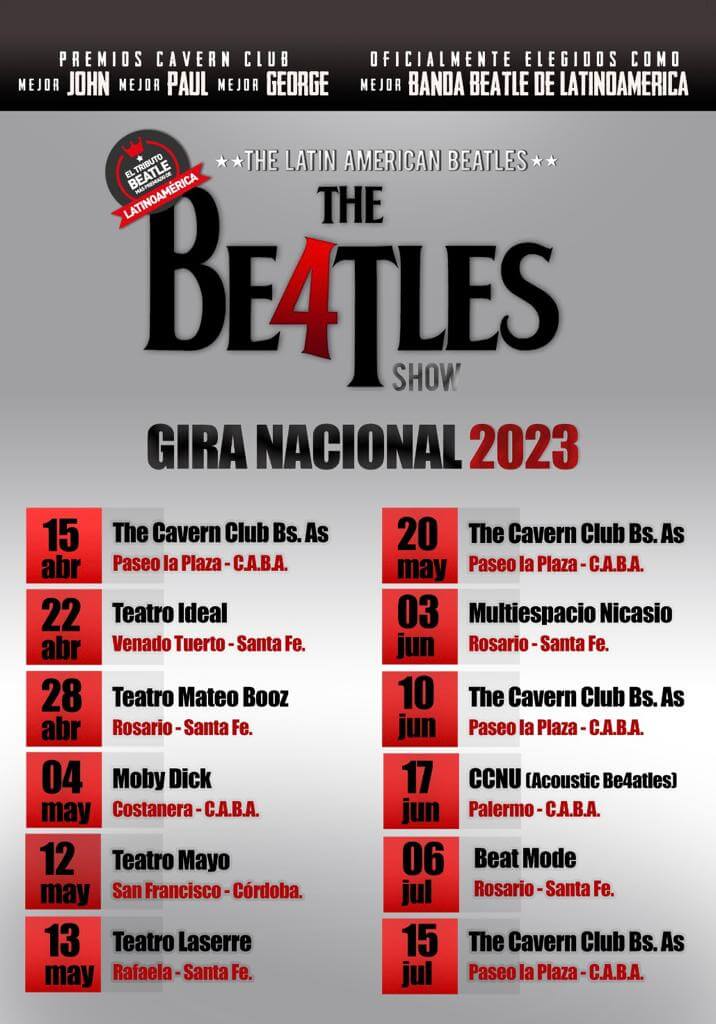 PREMIOS CAVERN CLUB
MEJOR JOHN MEJOR PAUL MEJOR GEORGE
OFICIALMENTE ELEGIDOS COMO
MEJOR BANDA BEATLE DE LATINOAMERICA
EL TRIBUTO
BEATLE
MAS PREMIADO DE
LATINOAMÉRICA
★★THE LATIN AMERICAN BEATLES★★
THE
BE4TLES
SHOW
GIRA NACIONAL 2023
15
abr
The Cavern Club Bs. As
Paseo la Plaza - C.A.B.A.
22
abr
Teatro Ideal
Venado Tuerto - Santa Fe.
28
abr
Teatro Mateo Booz
Rosario - Santa Fe.
04
may
Moby Dick
Costanera - C.A.B.A.
12
may
Teatro Mayo
San Francisco - Córdoba.
13
may
Teatro Laserre
Rafaela - Santa Fe.
20
may
The Cavern Club Bs. As
Paseo la Plaza - C.A.B.A.
03
jun
Multiespacio Nicasio
Rosario - Santa Fe.
10
jun
The Cavern Club Bs. As
Paseo la Plaza - C.A.B.A.
17
jun
CCNU (Acoustic Be4atles)
Palermo - C.A.B.A.
06
jul
Beat Mode
Rosario - Santa Fe.
15
jul
The Cavern Club Bs. As
Paseo la Plaza - C.A.B.A.